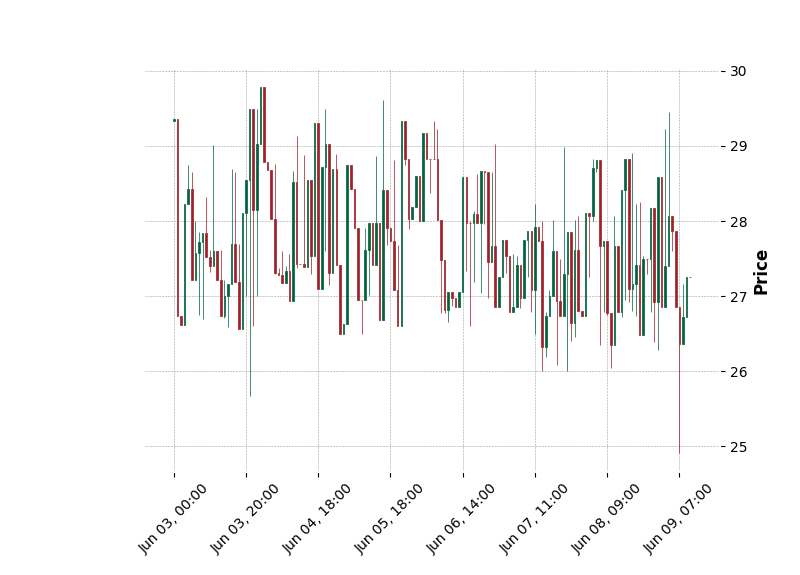 30
29
28
27
26
25
Price
Jun 03, 00:00
Jun 03, 20:00
Jun 04, 18:00
Jun 05, 18:00
Jun 06, 14:00
Jun 07, 11:00
Jun 08, 09:00
Jun 09, 07:00